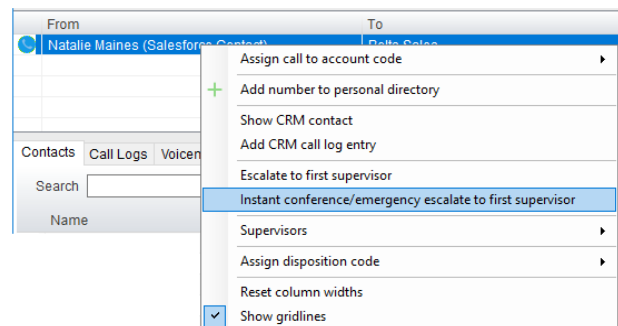 From To
Natalie Maines (Salesforce Contact)
Assign call to account code
Add number to personal directory
Show CRM contact
Add CRM call log entry
Contacts Call Logs
Escalate to first supervisor
Search
Instant conference/emergency escalate to first supervisor
Name
Supervisors
Assign disposition code
Reset column widths
Show gridlines